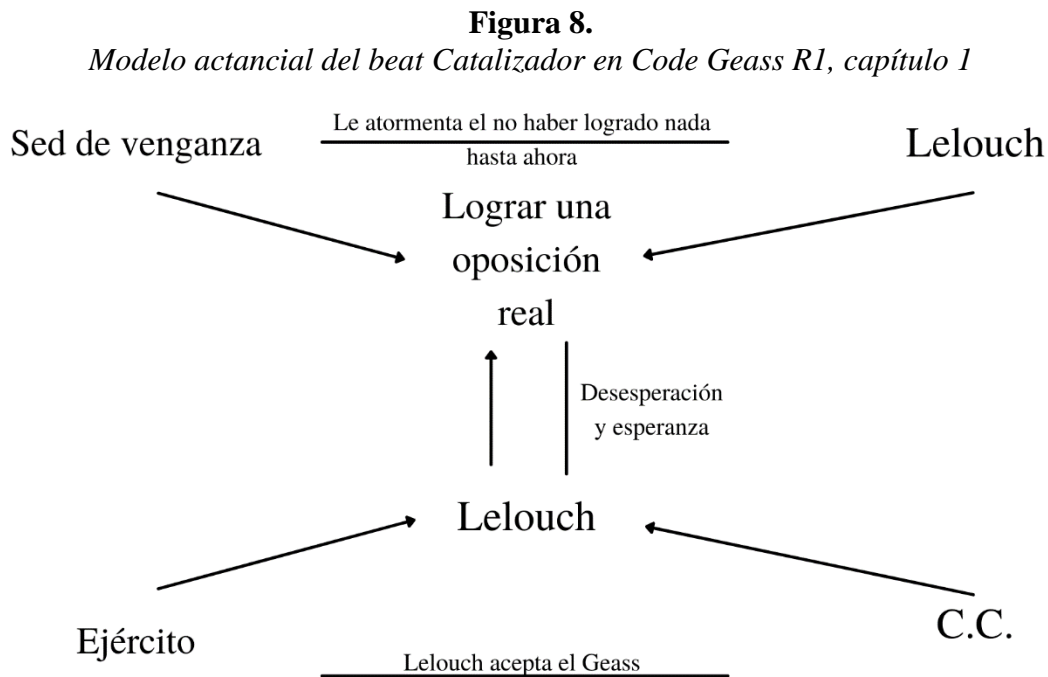 Figura 8.
Modelo actancial del beat Catalizador en Code Geass R1, capítulo 1
Sed de venganza
Le atormenta el no haber logrado nada
hasta ahora
Lelouch
Lograr una
oposición
real
Desesperación
y esperanza
Lelouch
Ejército
Lelouch acepta el Geass
C.C.